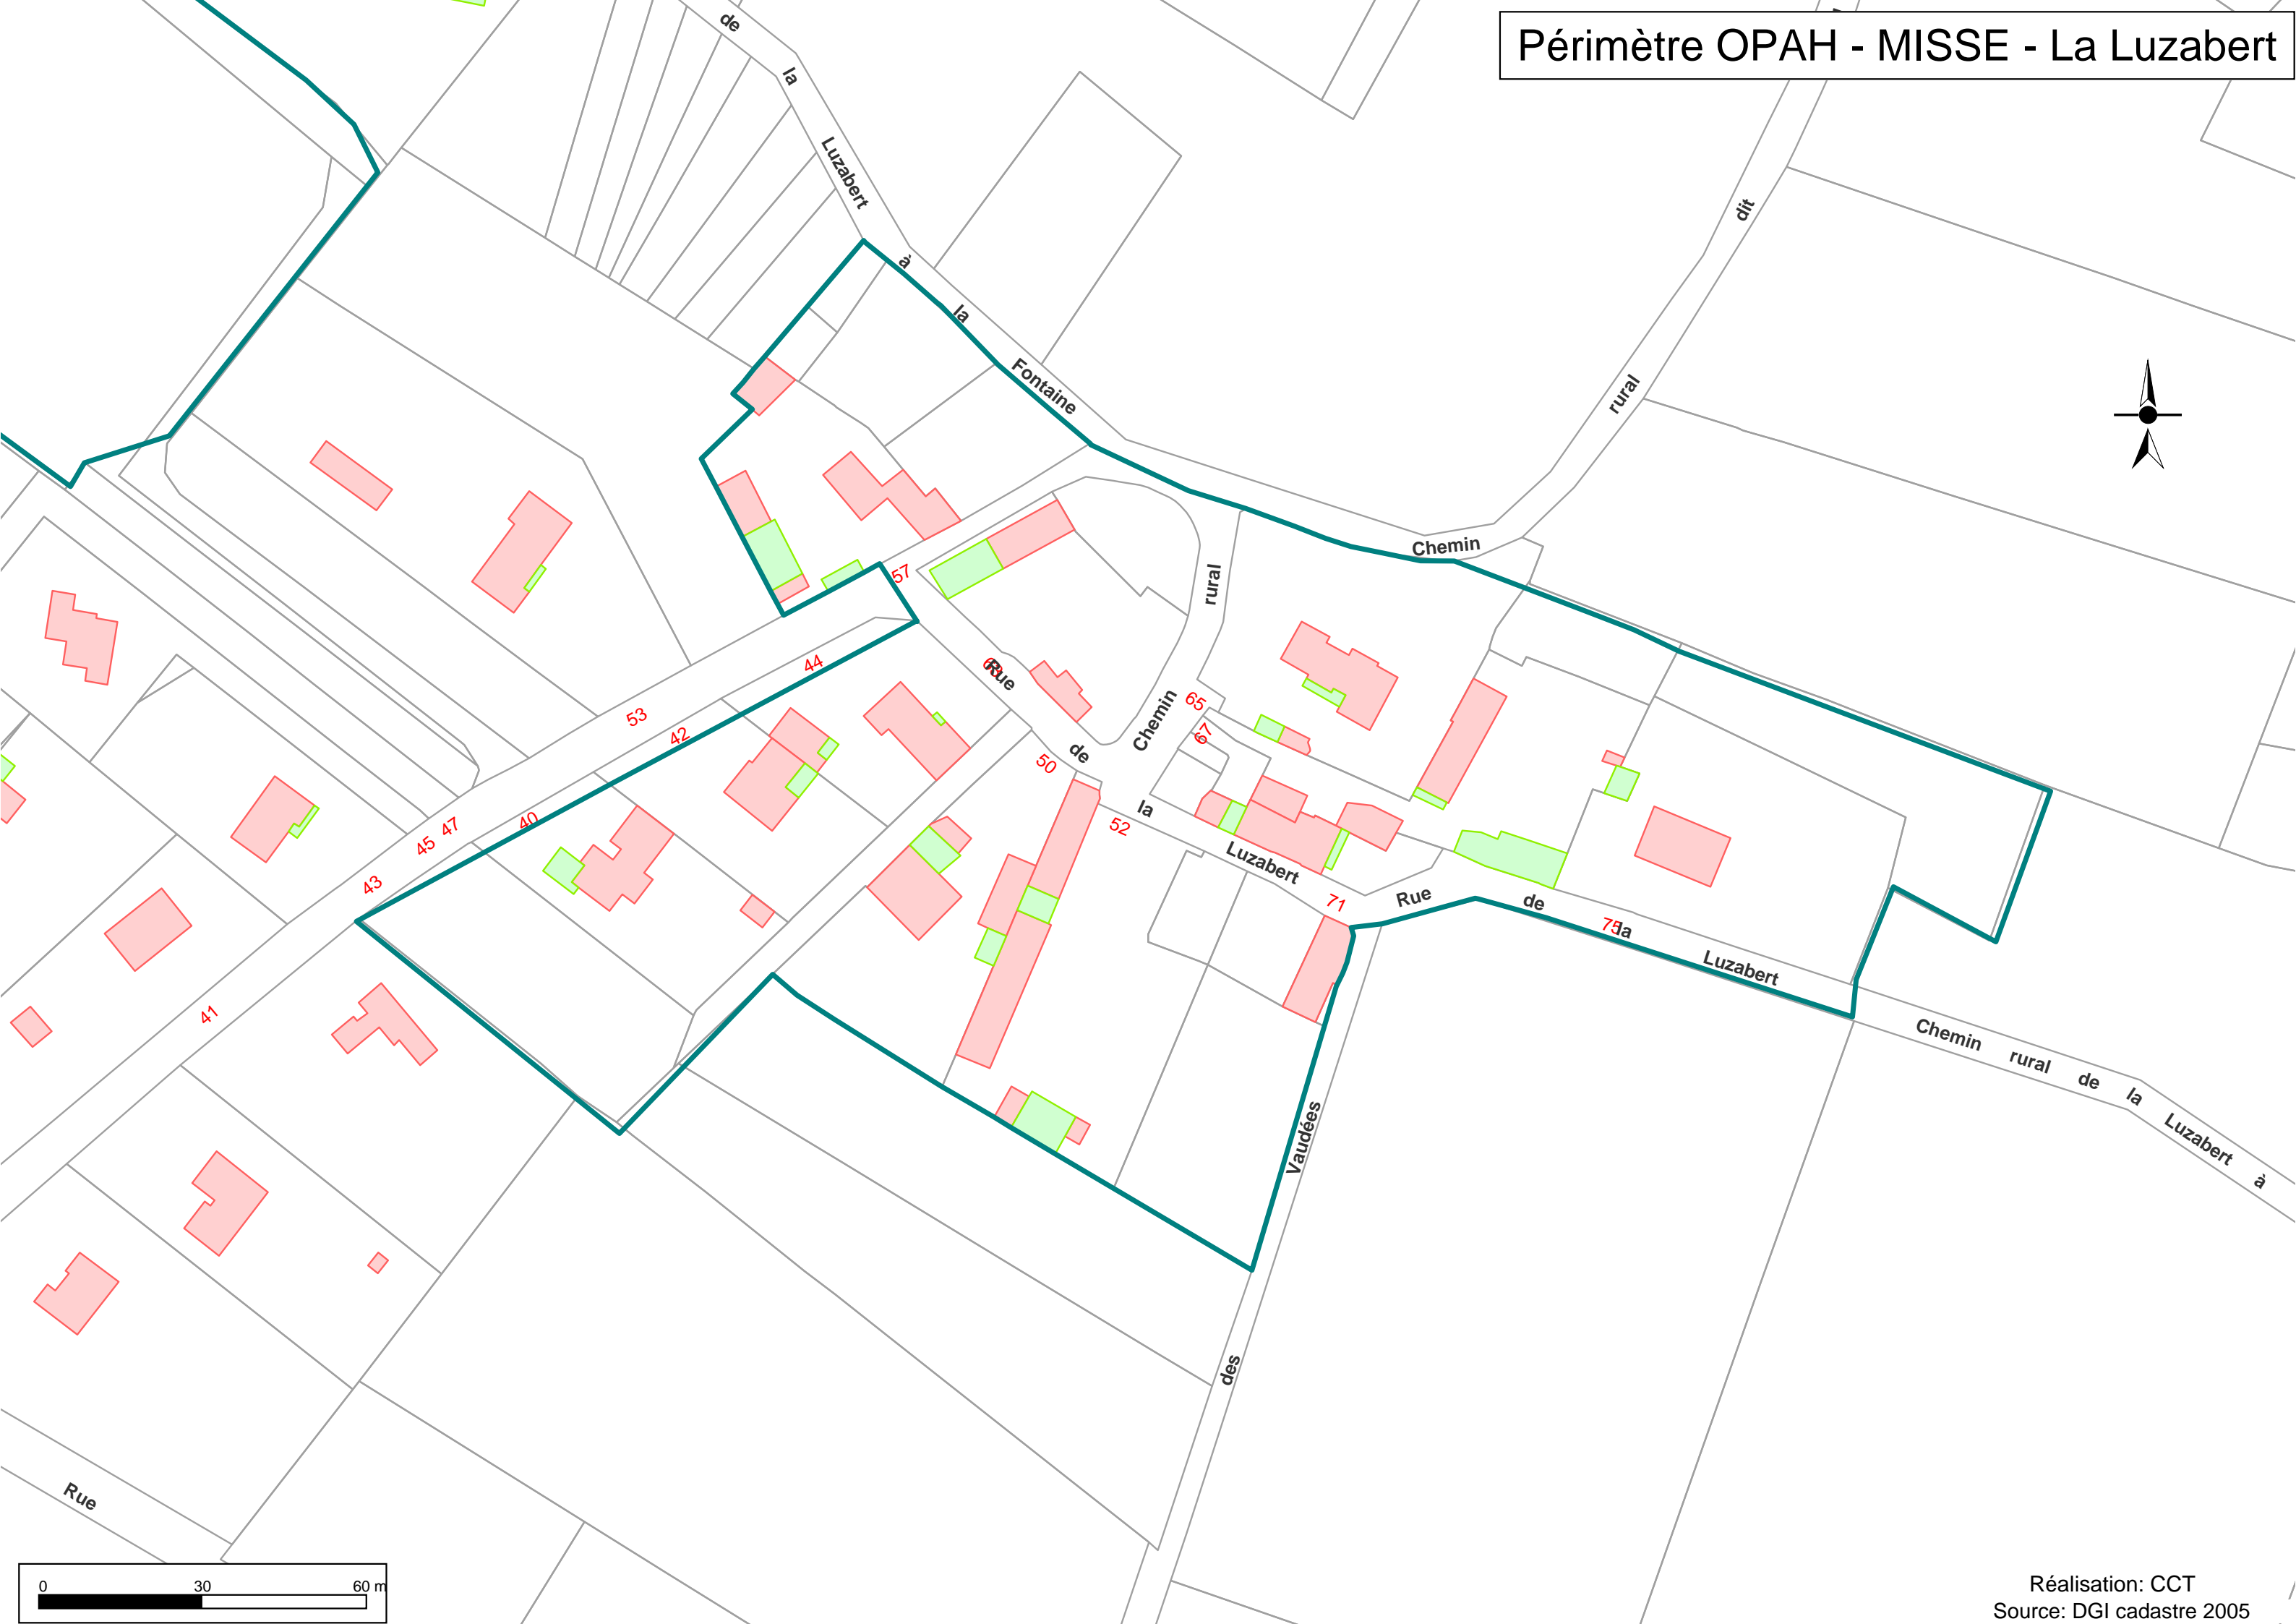 Périmètre OPAH - MISSE - La Luzabert
de la Luzabert à la Fontaine
Chemin rural dit
Chemin rural
57
44
53
42
40
47
45
43
41
Rue de la Luzabert
65
67
50
52
71
Rue de la Luzabert
75
Chemin rural de la Luzabert à
Vaudées
des
Rue
0 30 60 m
Réalisation: CCT
Source: DGI cadastre 2005